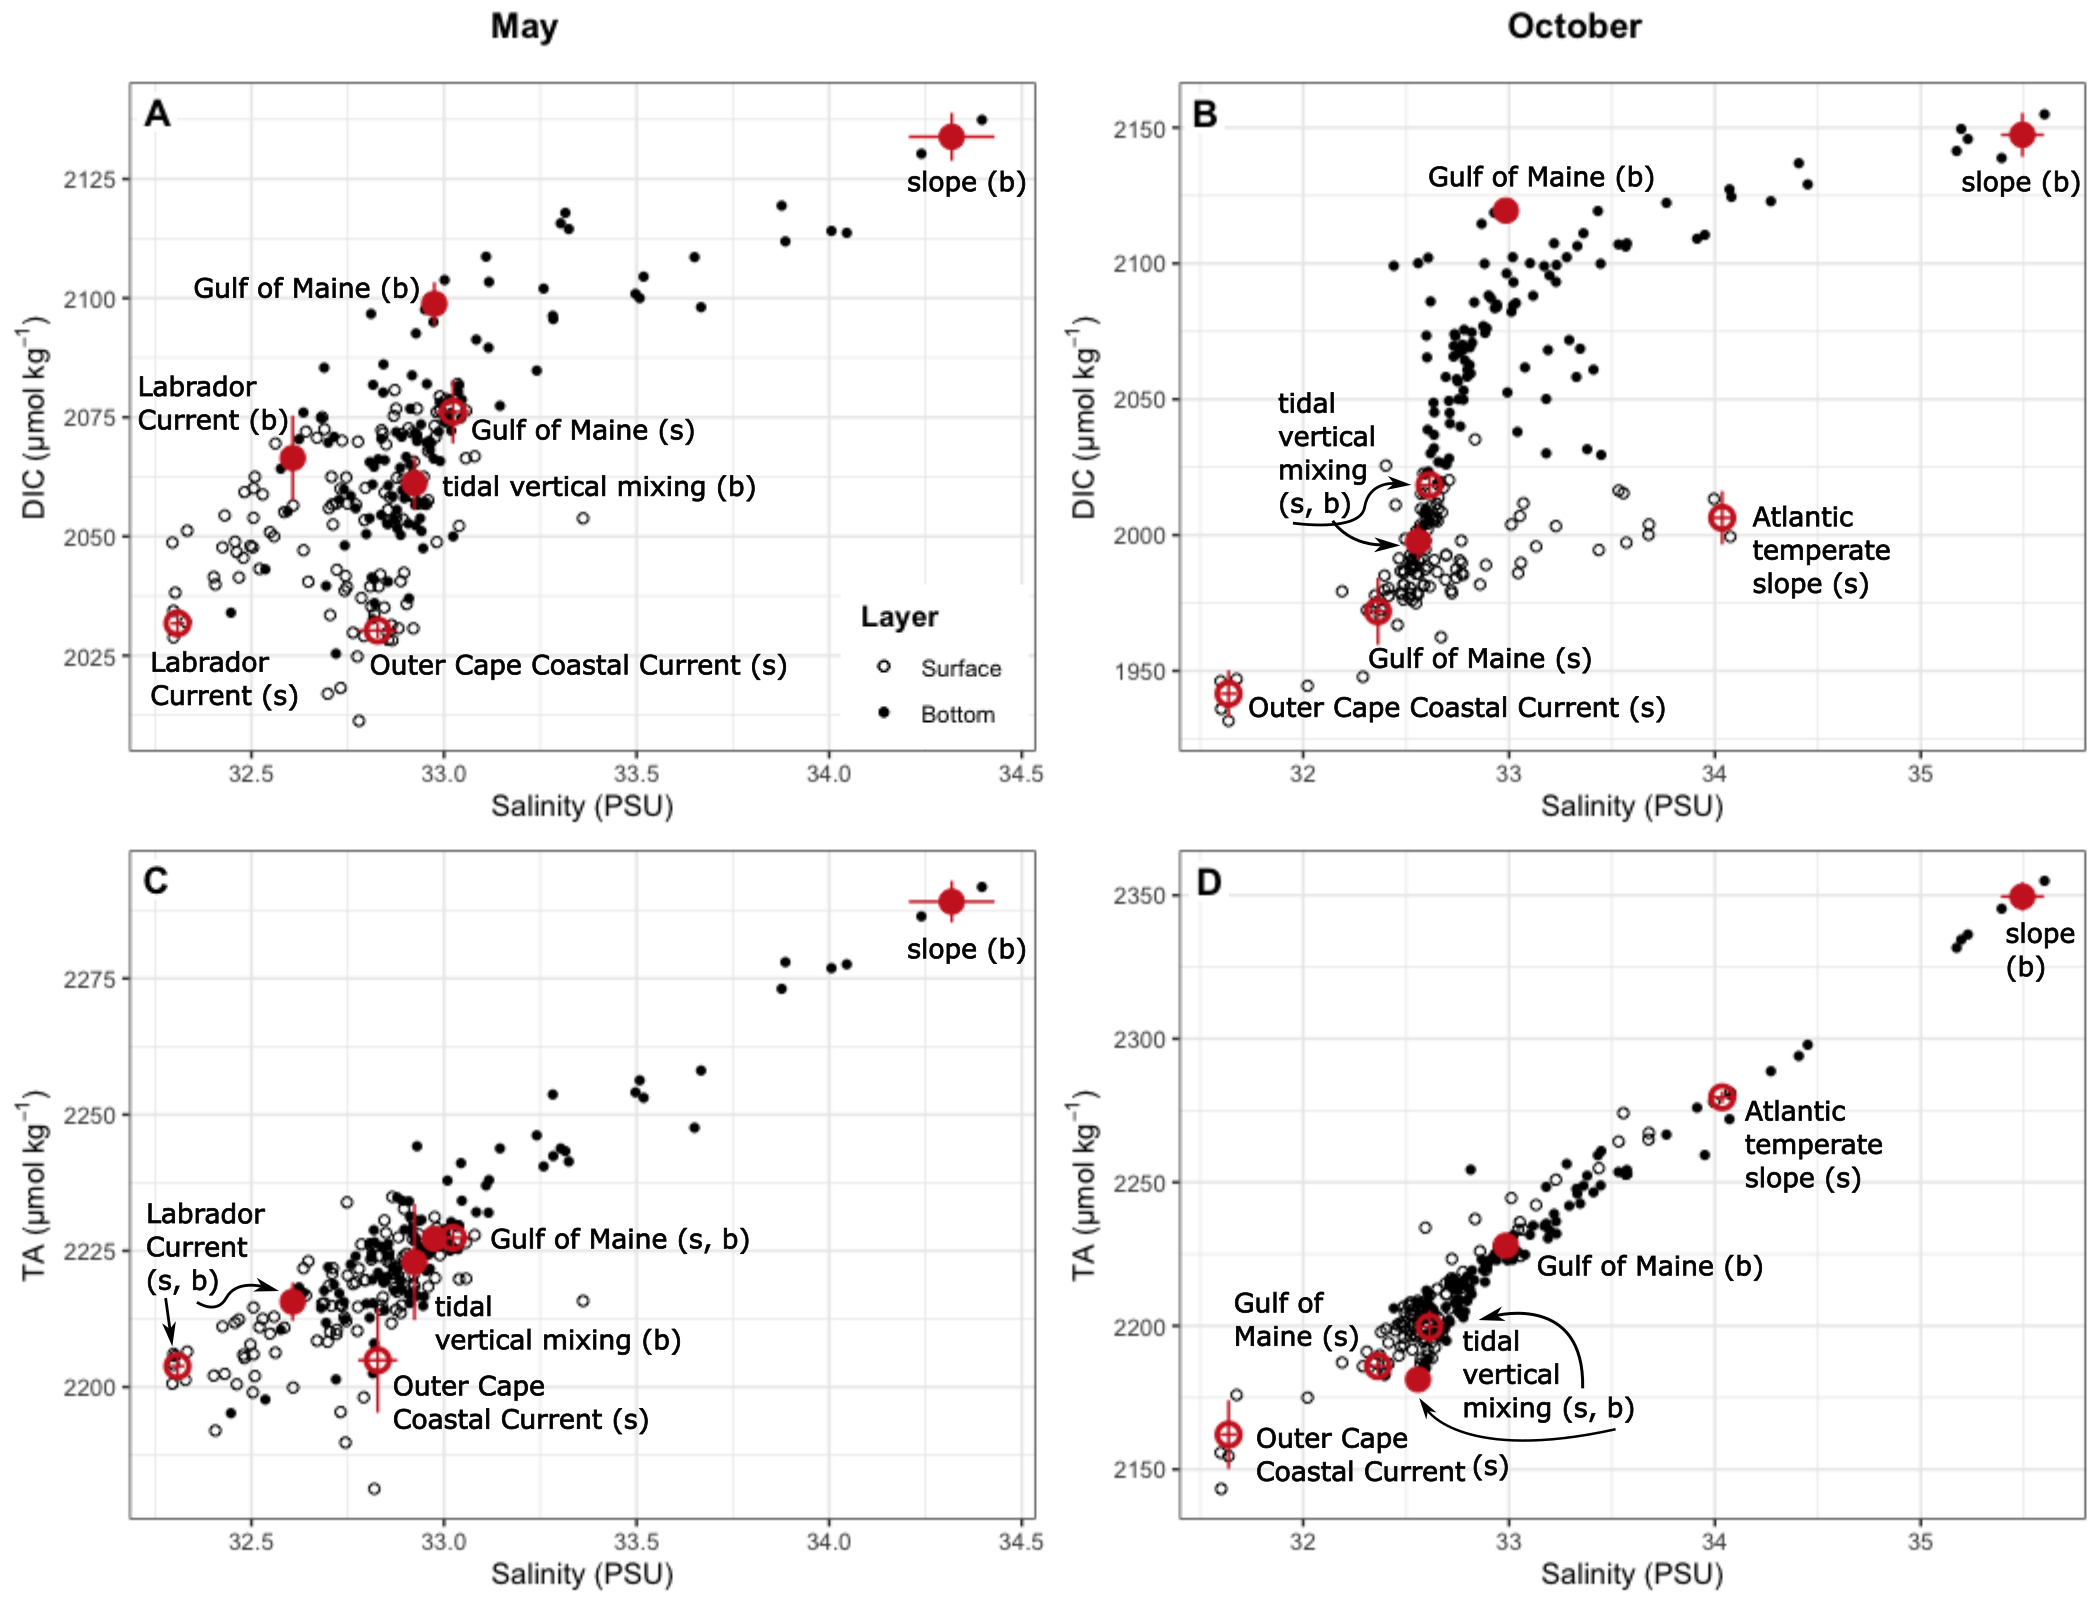 May
October
A
2125
2100
2075
2050
2025
DIC (μmol kg⁻¹)
32.5
33.0
33.5
34.0
34.5
Salinity (PSU)
slope (b)
Gulf of Maine (b)
Labrador
Current (b)
Gulf of Maine (s)
tidal vertical mixing (b)
Labrador
Current (s)
Outer Cape Coastal Current (s)
Layer
Surface
Bottom
B
2150
2100
2050
2000
1950
DIC (μmol kg⁻¹)
32
33
34
35
Salinity (PSU)
Gulf of Maine (b)
slope (b)
tidal
vertical
mixing
(s, b)
Atlantic
temperate
slope (s)
Gulf of Maine (s)
Outer Cape Coastal Current (s)
C
2275
2250
2225
2200
TA (μmol kg⁻¹)
32.5
33.0
33.5
34.0
34.5
Salinity (PSU)
slope (b)
Labrador
Current
(s, b)
Gulf of Maine (s, b)
tidal
vertical mixing (b)
Outer Cape
Coastal Current (s)
D
2350
2300
2250
2200
2150
TA (μmol kg⁻¹)
32
33
34
35
Salinity (PSU)
slope
(b)
Atlantic
temperate
slope (s)
Gulf of Maine (b)
Gulf of
Maine (s)
tidal
vertical
mixing (s, b)
Outer Cape
Coastal Current (s)